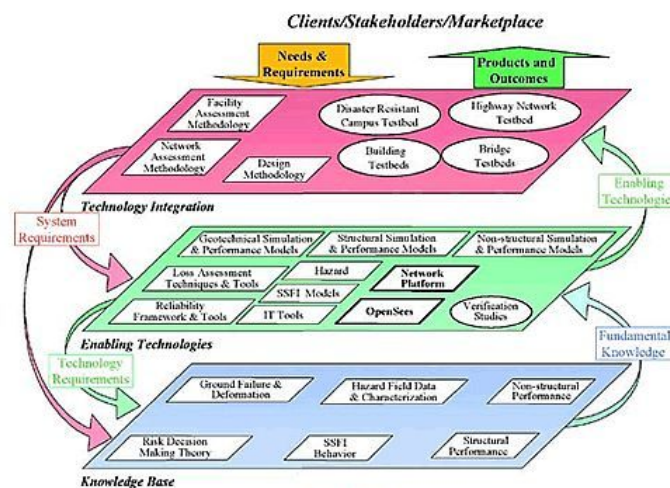 Clients/Stakeholders/Marketplace
Needs &
Requirements
Products and
Outcomes
Facility
Assessment
Methodology
Disaster Resistant
Campus Testbed
Highway Network
Testbed
Network
Assessment
Methodology
Design
Methodology
Building
Testbeds
Bridge
Testbeds
Technology Integration
System
Requirements
Enabling
Technologies
Geotechnical Simulation
& Performance Models
Structural Simulation
& Performance Models
Non-structural Simulation
& Performance Models
Loss Assessment
Techniques & Tools
Hazard
SSFI Models
Network
Platform
Reliability
Framework & Tools
IT Tools
OpenSees
Verification
Studies
Enabling Technologies
Technology
Requirements
Fundamental
Knowledge
Ground Failure &
Deformation
Hazard Field Data
& Characterization
Non-structural
Performance
Risk Decision
Making Theory
SSFI
Behavior
Structural
Performance
Knowledge Base